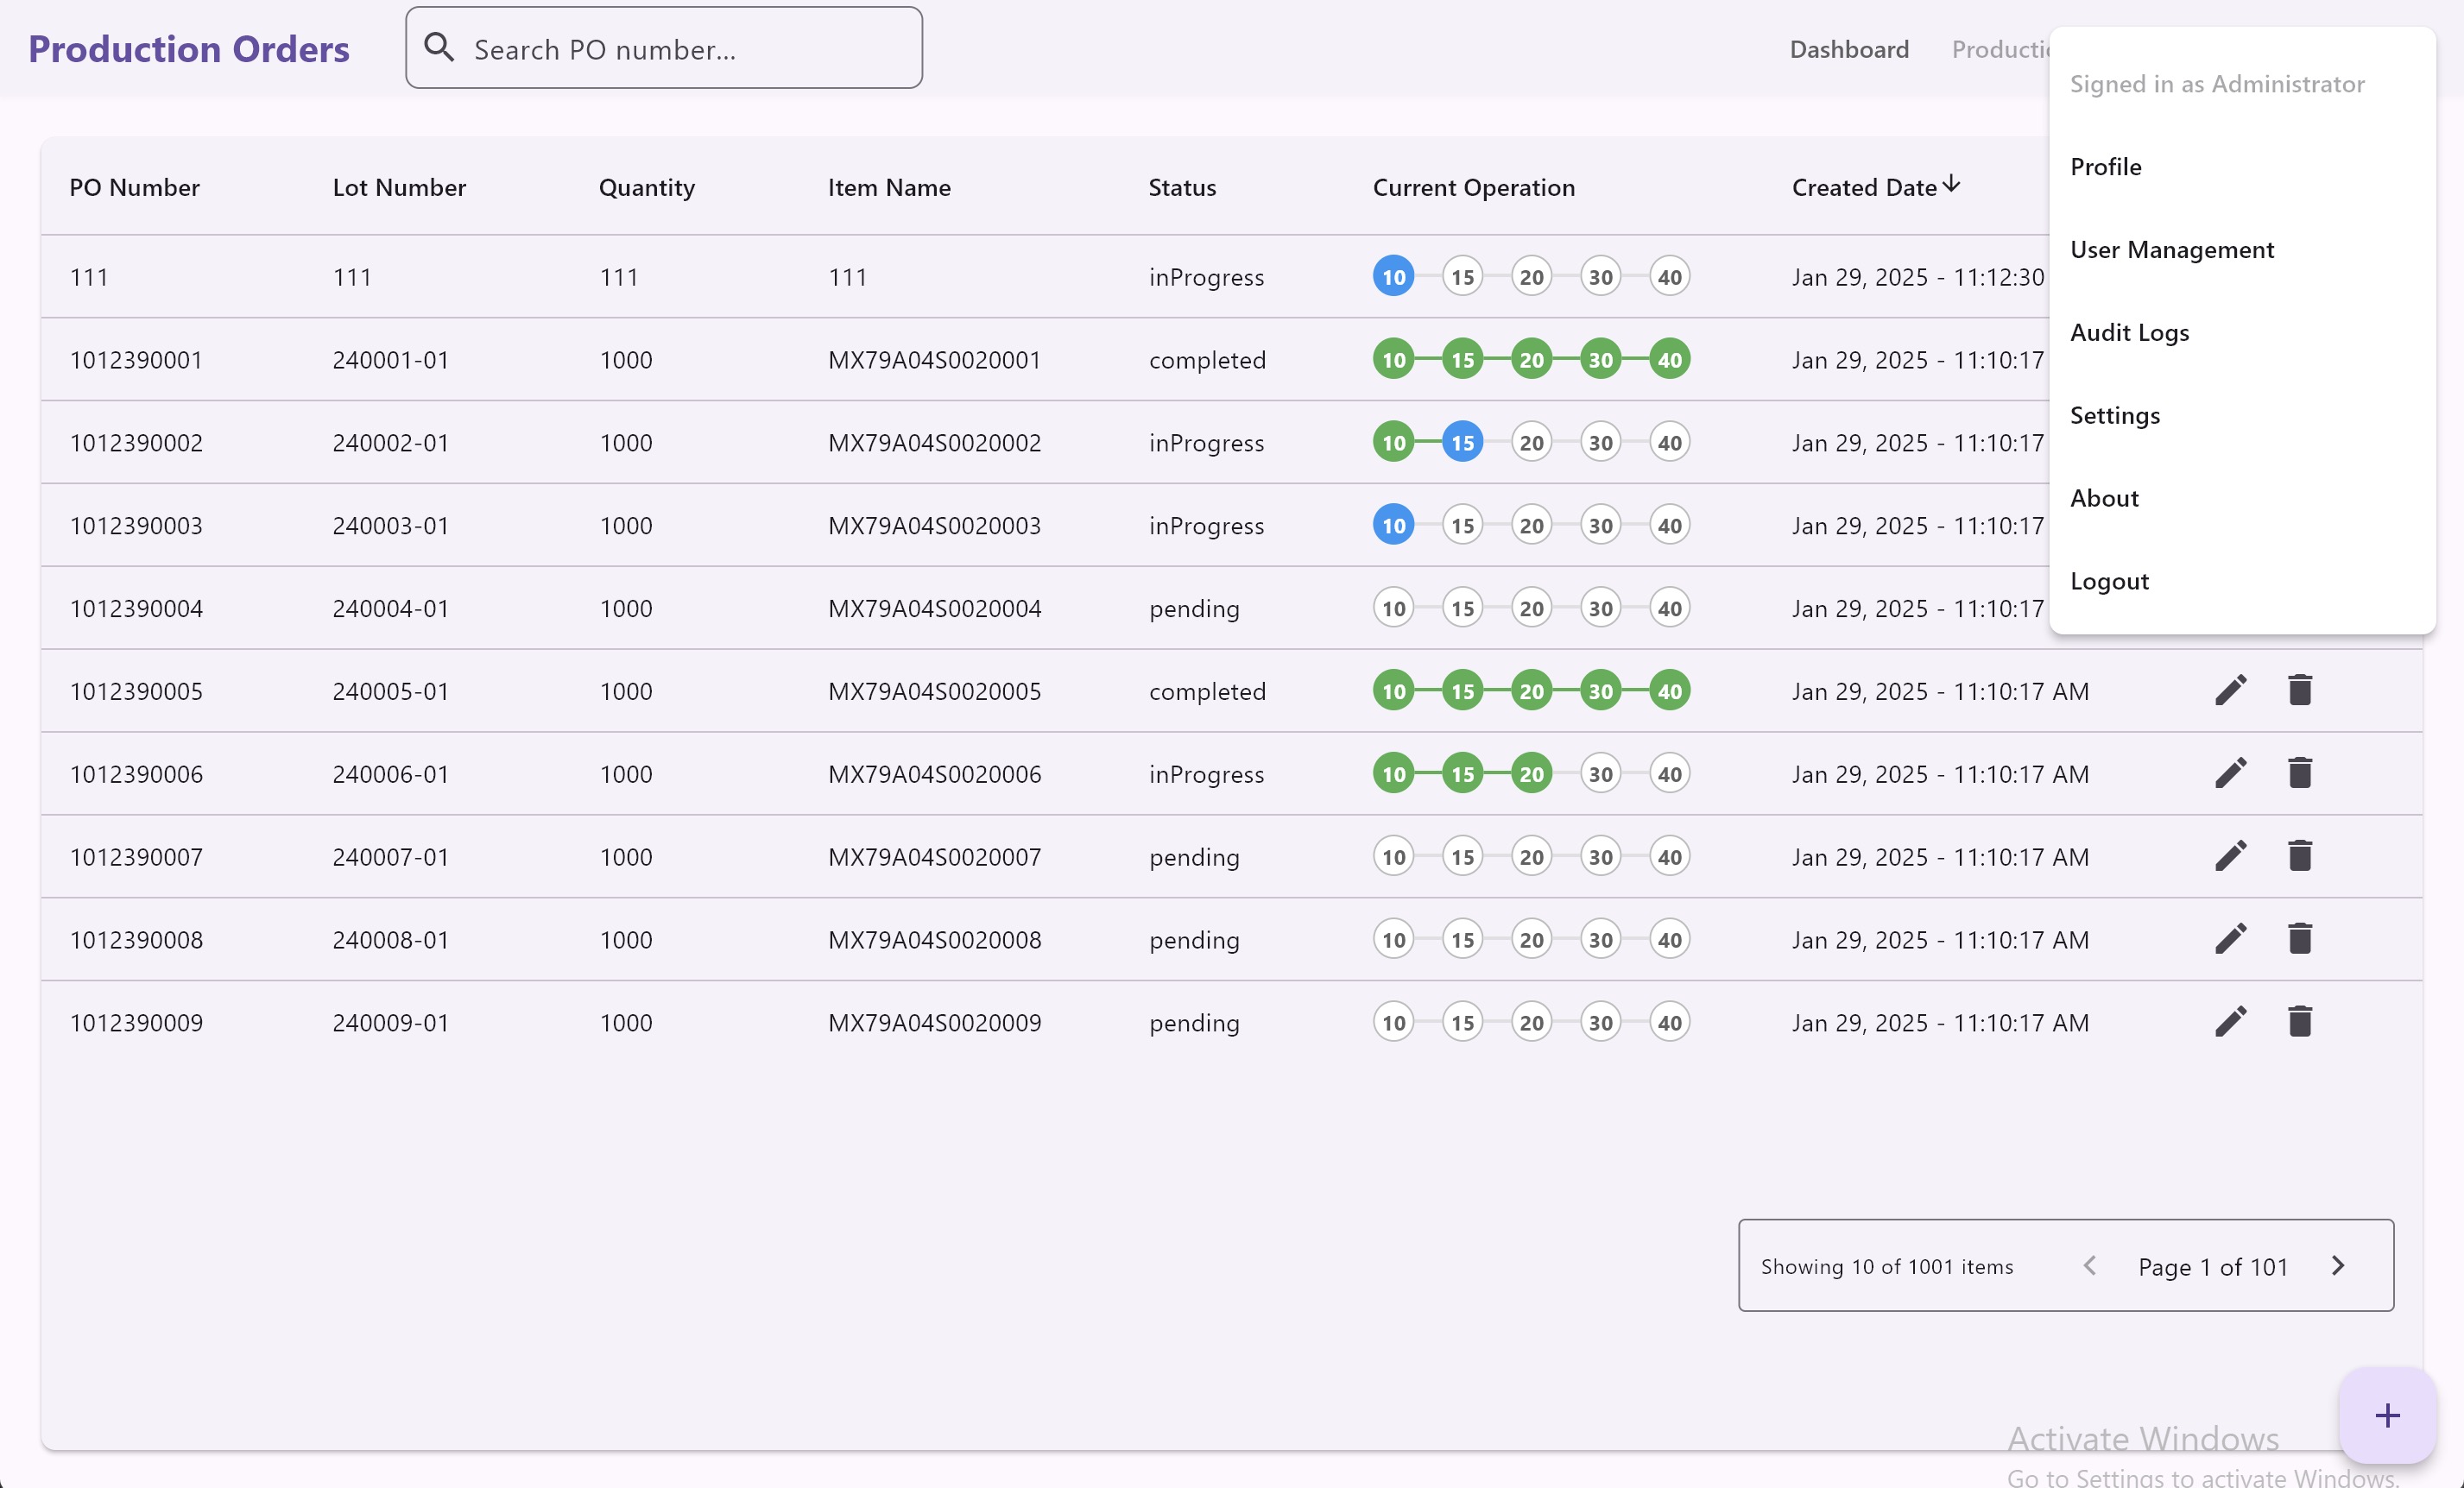 Production Orders
Search PO number...
Dashboard
Signed in as Administrator
Profile
User Management
Audit Logs
Settings
About
Logout
PO Number Lot Number Quantity Item Name Status Current Operation Created Date
111 111 111 111 inProgress 10 15 20 30 40 Jan 29, 2025 - 11:12:30
1012390001 240001-01 1000 MX79A04S0020001 completed 10 15 20 30 40 Jan 29, 2025 - 11:10:17
1012390002 240002-01 1000 MX79A04S0020002 inProgress 10 15 20 30 40 Jan 29, 2025 - 11:10:17
1012390003 240003-01 1000 MX79A04S0020003 inProgress 10 15 20 30 40 Jan 29, 2025 - 11:10:17
1012390004 240004-01 1000 MX79A04S0020004 pending 10 15 20 30 40 Jan 29, 2025 - 11:10:17
1012390005 240005-01 1000 MX79A04S0020005 completed 10 15 20 30 40 Jan 29, 2025 - 11:10:17 AM
1012390006 240006-01 1000 MX79A04S0020006 inProgress 10 15 20 30 40 Jan 29, 2025 - 11:10:17 AM
1012390007 240007-01 1000 MX79A04S0020007 pending 10 15 20 30 40 Jan 29, 2025 - 11:10:17 AM
1012390008 240008-01 1000 MX79A04S0020008 pending 10 15 20 30 40 Jan 29, 2025 - 11:10:17 AM
1012390009 240009-01 1000 MX79A04S0020009 pending 10 15 20 30 40 Jan 29, 2025 - 11:10:17 AM
Showing 10 of 1001 items Page 1 of 101
Activate Windows
Go to Settings to activate Windows.